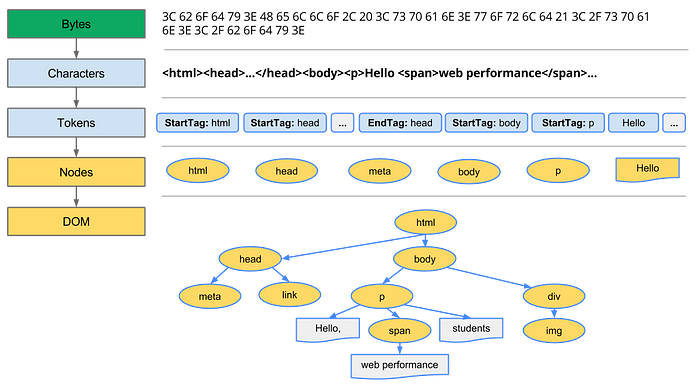 Bytes
3C 62 6F 64 79 3E 48 65 6C 6C 6F 2C 20 3C 73 70 61 6E 3E 77 6F 72 6C 64 21 3C 2F 73 70 61
6E 3E 3C 2F 62 6F 64 79 3E
Characters
<html><head>...</head><body><p>Hello <span>web performance</span>...
Tokens
StartTag: html
StartTag: head
...
EndTag: head
StartTag: body
StartTag: p
Hello
...
Nodes
html
head
meta
body
p
Hello
DOM
html
head
body
meta
link
p
div
Hello,
span
students
img
web performance